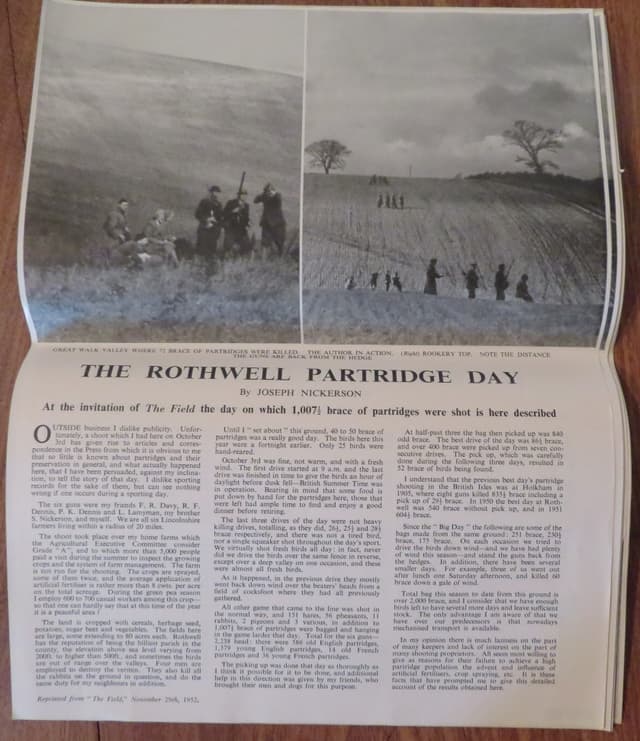 GREAT WALK VALLEY WHERE 72 BRACE OF PARTRIDGES WERE KILLED. THE AUTHOR IN ACTION. (Right) ROOKERY TOP. NOTE THE DISTANCE
THE GUNS ARE BACK FROM THE HEDGE
THE ROTHWELL PARTRIDGE DAY
By JOSEPH NICKERSON
At the invitation of The Field the day on which 1,007½ brace of partridges were shot is here described
OUTSIDE business I dislike publicity. Unfor-
tunately, a shoot which I had here on October
3rd has given rise to articles and corres-
pondence in the Press from which it is obvious to me
that so little is known about partridges and their
preservation in general, and what actually happened
here, that I have been persuaded, against my inclina-
tion, to tell the story of that day. I dislike sporting
records for the sake of them, but can see nothing
wrong if one occurs during a sporting day.
The six guns were my friends F. R. Davy, R. F.
Dennis, P. K. Dennis and L. Larryman, my brother
S. Nickerson, and myself. We are all six Lincolnshire
farmers living within a radius of 20 miles.
The shoot took place over my home farms which
the Agricultural Executive Committee consider
Grade "A", and to which more than 5,000 people
paid a visit during the summer to inspect the growing
crops and the system of farm management. The farm
is not run for the shooting. The crops are sprayed,
some of them twice, and the average application of
artificial fertiliser is rather more than 8 cwts. per acre
on the total acreage. During the green pea season
I employ 600 to 700 casual workers among this crop—
so that one can hardly say that at this time of the year
it is a peaceful area!
The land is cropped with cereals, herbage seed,
potatoes, sugar beet and vegetables. The fields here
are large, some extending to 80 acres each. Rothwell
has the reputation of being the hilliest parish in the
county, the elevation above sea level varying from
to higher than 500ft., and sometimes the birds
are out of range over the valleys. Four men are
employed to destroy the vermin. They also kill all
the rabbits on the ground in question, and do the
same duty for my neighbours in addition.
Reprinted from "The Field," November 29th, 1952.
Until I "set about" this ground, 40 to 50 brace of
partridges was a really good day. The birds here this
year were a fortnight earlier. Only 25 birds were
hand-reared.
October 3rd was fine, not warm, and with a fresh
wind. The first drive started at 9 a.m. and the last
drive was finished in time to give the birds an hour of
daylight before dusk fell—British Summer Time was
in operation. Bearing in mind that some food is
put down by hand for the partridges here, those that
were left had ample time to find and enjoy a good
dinner before retiring.
The last three drives of the day were not heavy
killing drives, totalling, as they did, 26½, 25½ and 28½
brace respectively, and there was not a tired bird,
nor a single squeaker shot throughout the day's sport.
We virtually shot fresh birds all day: in fact, never
did we drive the birds over the same fence in reverse,
except over a deep valley on one occasion, and these
were almost all fresh birds.
As it happened, in the previous drive they mostly
went back down wind over the beaters' heads from a
field of cocksfoot where they had all previously
gathered.
All other game that came to the line was shot in
the normal way, and 151 hares, 56 pheasants, 11
rabbits, 2 pigeons and 3 various, in addition to
1,007½ brace of partridges were bagged and hanging
in the game larder that day. Total for the six guns—
2,238 head: there were 586 old English partridges,
1,379 young English partridges, 14 old French
partridges and 36 young French partridges.
The picking up was done that day as thoroughly as
I think it possible for it to be done, and additional
help in this direction was given by my friends, who
brought their men and dogs for this purpose.
At half-past three the bag then picked up was 840
odd brace. The best drive of the day was 86½ brace,
and over 400 brace were picked up from seven con-
secutive drives. The pick up, which was carefully
done during the following three days, resulted in
52 brace of birds being found.
I understand that the previous best day's partridge
shooting in the British Isles was at Holkham in
1905, where eight guns killed 835½ brace including a
pick up of 29½ brace. In 1950 the best day at Roth-
well was 540 brace without pick up, and in 1951
604½ brace.
Since the "Big Day" the following are some of the
bags made from the same ground: 251 brace, 230½
brace, 175 brace. On each occasion we tried to
drive the birds down wind—and we have had plenty
of wind this season—and stand the guns back from
the hedges. In addition, there have been several
smaller days. For example, three of us went out
after lunch one Saturday afternoon, and killed 60
brace down a gale of wind.
Total bag this season to date from this ground is
over 2,000 brace, and I consider that we have enough
birds left to have several more days and leave sufficient
stock. The only advantage I am aware of that we
have over our predecessors is that nowadays
mechanised transport is available.
In my opinion there is much laziness on the part
of many keepers and lack of interest on the part of
many shooting proprietors. All seem most willing to
give as reasons for their failure to achieve a high
partridge population the advent and influence of
artificial fertilisers, crop spraying, etc. It is these
facts that have prompted me to give this detailed
account of the results obtained here.